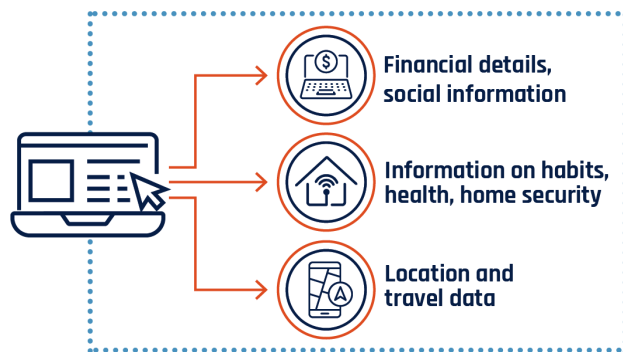 $
Financial details,
social information
Information on habits,
health, home security
Location and
travel data